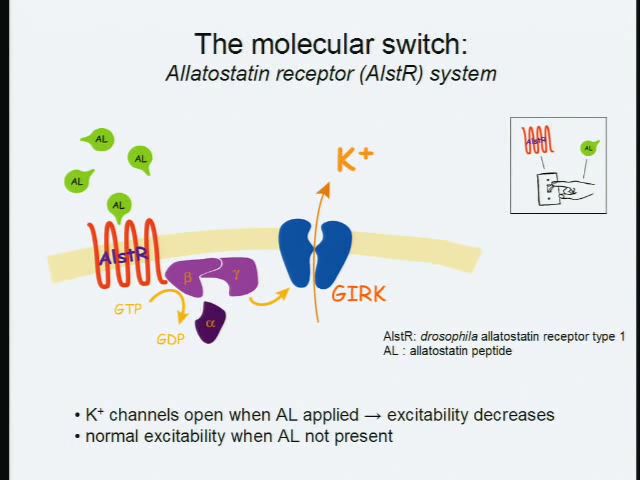 The molecular switch:
Allatostatin receptor (AlstR) system
AL
AL
AL
AL
AlstR
K+
β
γ
α
GTP
GDP
GIRK
AlstR
AL
AlstR: drosophila allatostatin receptor type 1
AL : allatostatin peptide
• K+ channels open when AL applied → excitability decreases
• normal excitability when AL not present